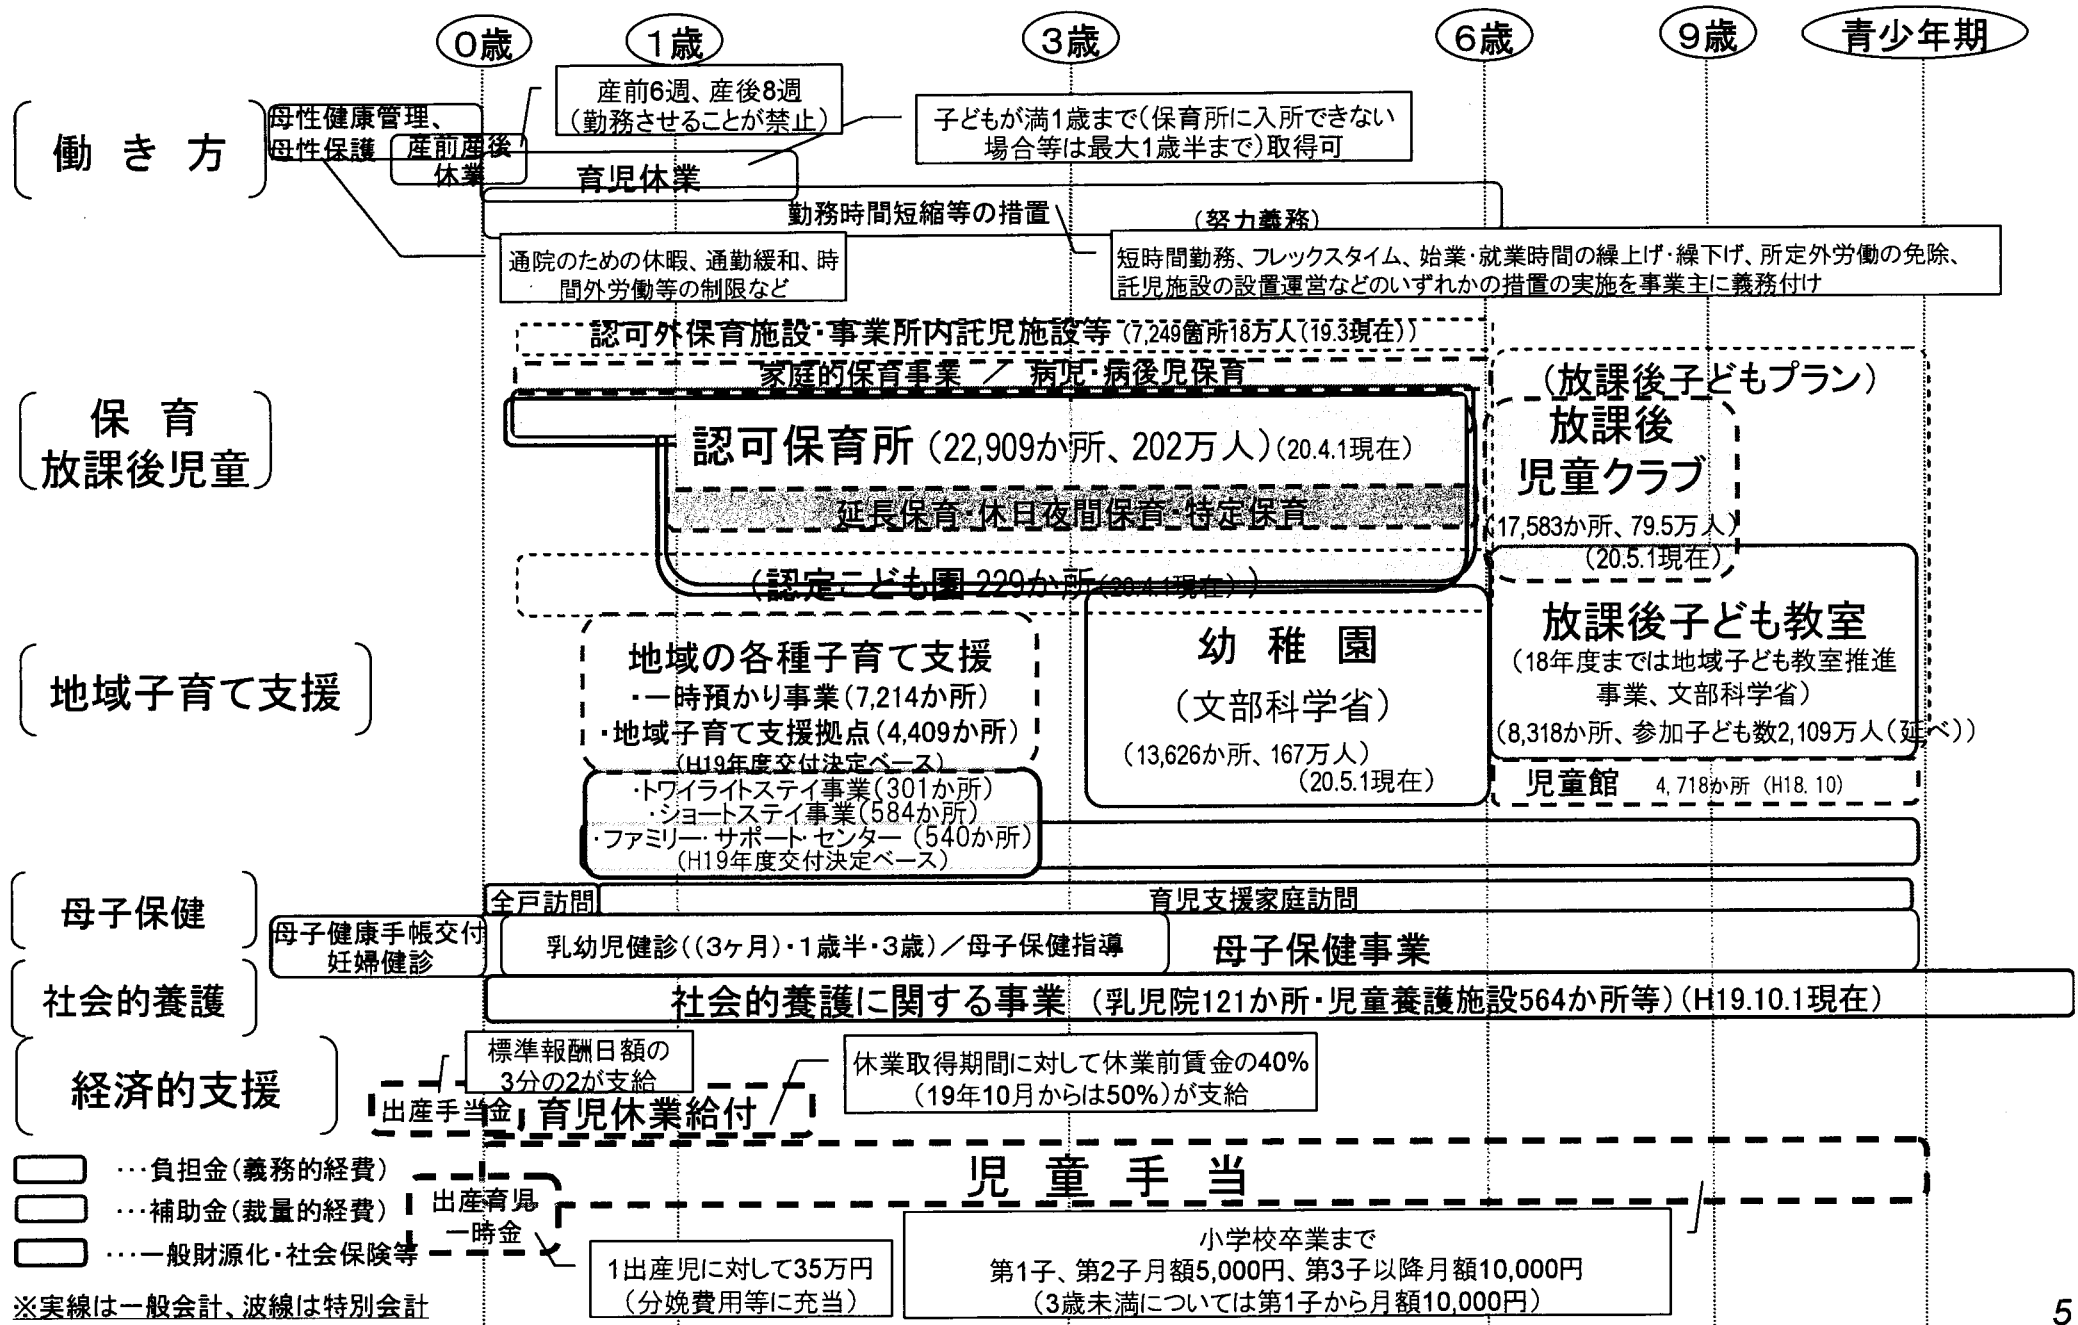 0歳
1歳
3歳
6歳
9歳
青少年期
働き方
母性健康管理、
母性保護
産前産後
休業
産前6週、産後8週
(勤務させることが禁止)
子どもが満1歳まで(保育所に入所できない
場合等は最大1歳半まで)取得可
育児休業
勤務時間短縮等の措置
(努力義務)
通院のための休暇、通勤緩和、時
間外労働等の制限など
短時間勤務、フレックスタイム、始業・就業時間の繰上げ・繰下げ、所定外労働の免除、
託児施設の設置運営などのいずれかの措置の実施を事業主に義務付け
保育
放課後児童
認可外保育施設・事業所内託児施設等(7,249箇所18万人(19.3現在))
家庭的保育事業 / 病児・病後児保育
認可保育所(22,909か所、202万人)(20.4.1現在)
延長保育・休日夜間保育・特定保育
(認定こども園 229か所(20.4.1現在))
(放課後子どもプラン)
放課後
児童クラブ
(17,583か所、79.5万人)
(20.5.1現在)
放課後子ども教室
(18年度までは地域子ども教室推進
事業、文部科学省)
(8,318か所、参加子ども数2,109万人(延べ))
児童館 4,718か所 (H18.10)
地域子育て支援
地域の各種子育て支援
・一時預かり事業(7,214か所)
・地域子育て支援拠点(4,409か所)
(H19年度交付決定ベース)
・トワイライトステイ事業(301か所)
・ショートステイ事業(584か所)
・ファミリー・サポート・センター(540か所)
(H19年度交付決定ベース)
幼稚園
(文部科学省)
(13,626か所、167万人)
(20.5.1現在)
母子保健
全戸訪問
育児支援家庭訪問
母子健康手帳交付
妊婦健診
乳幼児健診((3ヶ月)・1歳半・3歳)/母子保健指導
母子保健事業
社会的養護
社会的養護に関する事業 (乳児院121か所・児童養護施設564か所等)(H19.10.1現在)
経済的支援
標準報酬日額の
3分の2が支給
出産手当金
育児休業給付
休業取得期間に対して休業前賃金の40%
(19年10月からは50%)が支給
児童手当
出産育児
一時金
1出産児に対して35万円
(分娩費用等に充当)
小学校卒業まで
第1子、第2子月額5,000円、第3子以降月額10,000円
(3歳未満については第1子から月額10,000円)
…負担金(義務的経費)
…補助金(裁量的経費)
…一般財源化・社会保険等
※実線は一般会計、波線は特別会計
5